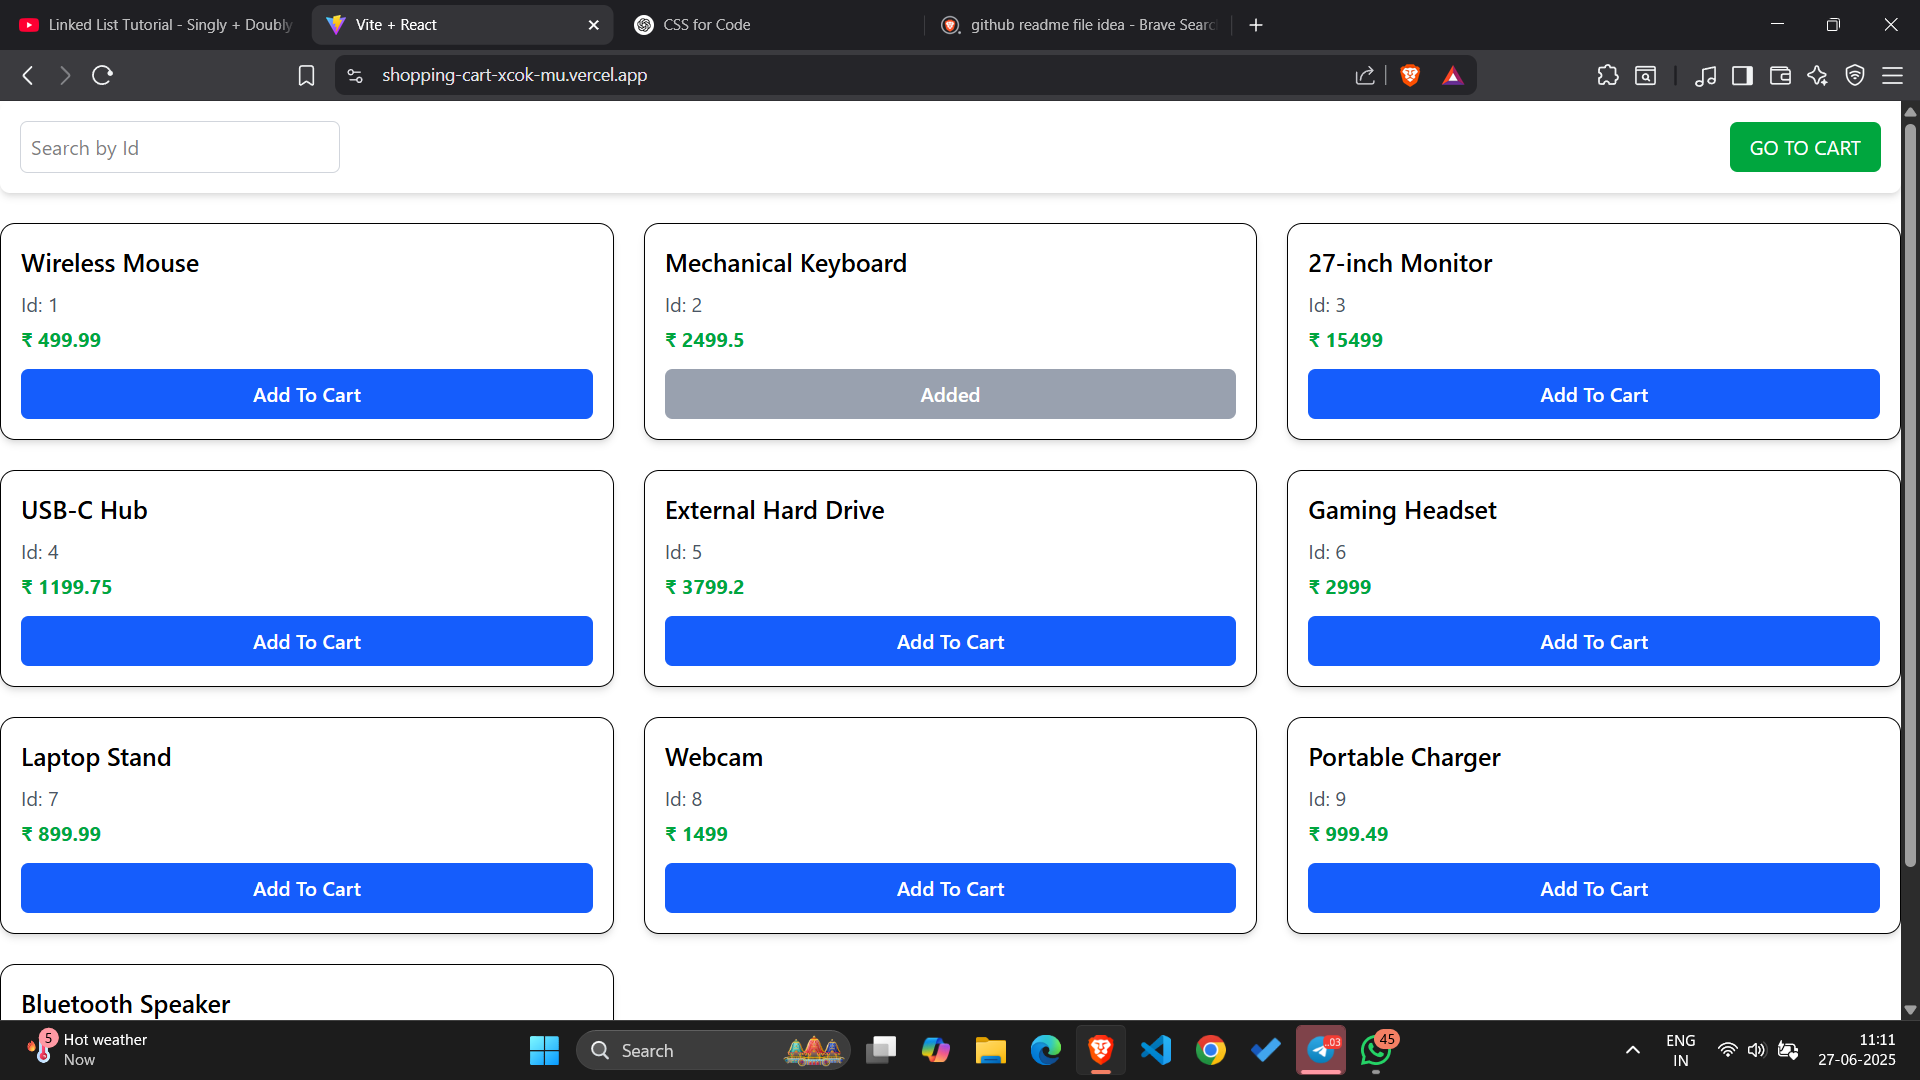 Linked List Tutorial - Singly + Doubly
Vite + React
CSS for Code
github readme file idea - Brave Searc
shopping-cart-xcok-mu.vercel.app
Search by Id
GO TO CART
Wireless Mouse
Id: 1
₹ 499.99
Add To Cart
Mechanical Keyboard
Id: 2
₹ 2499.5
Added
27-inch Monitor
Id: 3
₹ 15499
Add To Cart
USB-C Hub
Id: 4
₹ 1199.75
Add To Cart
External Hard Drive
Id: 5
₹ 3799.2
Add To Cart
Gaming Headset
Id: 6
₹ 2999
Add To Cart
Laptop Stand
Id: 7
₹ 899.99
Add To Cart
Webcam
Id: 8
₹ 1499
Add To Cart
Portable Charger
Id: 9
₹ 999.49
Add To Cart
Bluetooth Speaker
5
Hot weather
Now
Search
.03
45
ENG
IN
11:11
27-06-2025